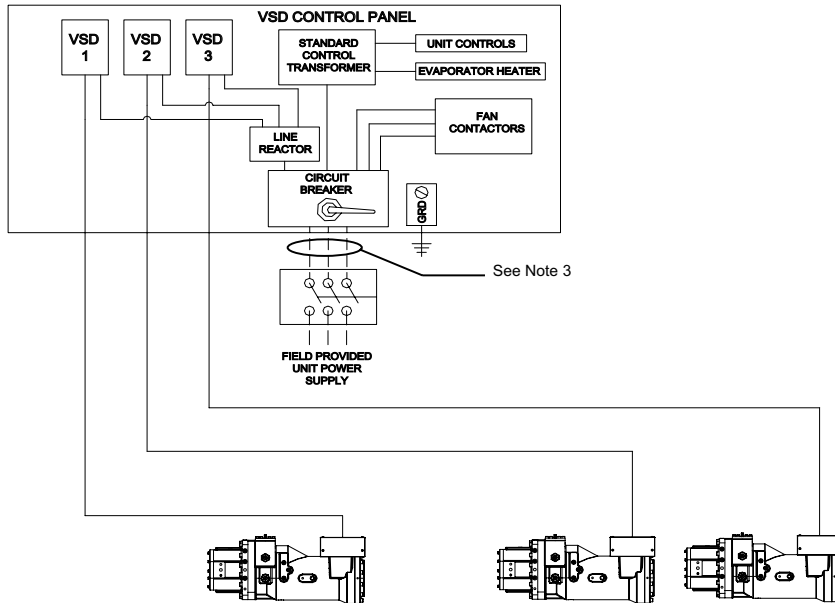 VSD CONTROL PANEL
VSD
1
VSD
2
VSD
3
STANDARD
CONTROL
TRANSFORMER
UNIT CONTROLS
EVAPORATOR HEATER
FAN
CONTACTORS
LINE
REACTOR
CIRCUIT
BREAKER
GRD
See Note 3
FIELD PROVIDED
UNIT POWER
SUPPLY